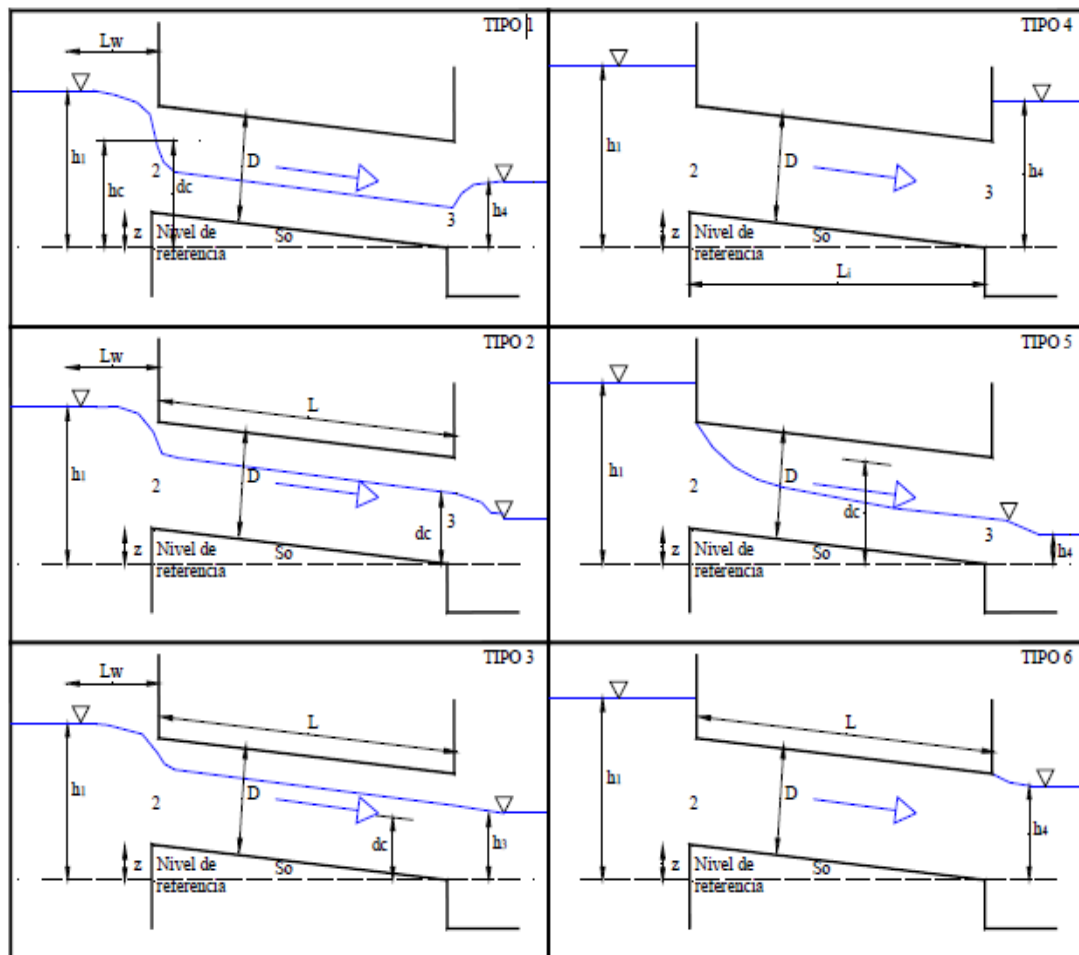 TIPO 1
Lw
h1
hc
2
dc
D
3
h4
z
Nivel de
referencia
So
TIPO 4
h1
2
D
3
h4
z
Nivel de
referencia
So
Li
TIPO 2
Lw
L
h1
2
D
3
dc
z
Nivel de
referencia
So
TIPO 5
h1
2
D
dc
3
h4
z
Nivel de
referencia
So
TIPO 3
Lw
L
h1
2
D
dc
h3
z
Nivel de
referencia
So
TIPO 6
L
h1
2
D
h4
z
Nivel de
referencia
So